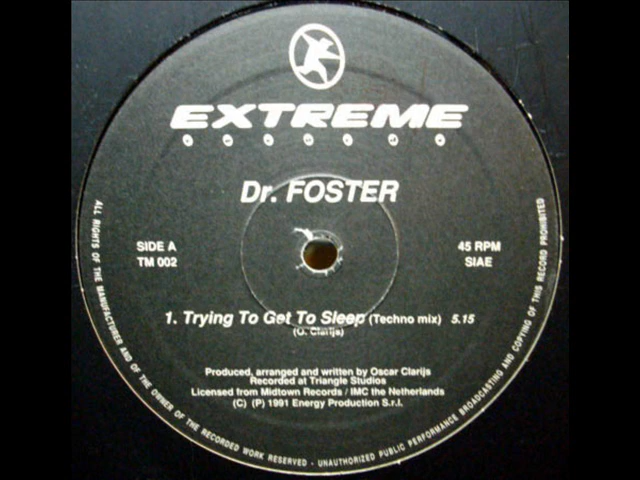 EXTREME
RECORDS
Dr. FOSTER
SIDE A
TM 002
45 RPM
SIAE
1. Trying To Get To Sleep (Techno mix) 5.15
(O. Clarijs)
Produced, arranged and written by Oscar Clarijs
Recorded at Triangle Studios
Licensed from Midtown Records / IMC the Netherlands
(C) (P) 1991 Energy Production S.r.l.
ALL RIGHTS OF THE MANUFACTURER AND OF THE OWNER OF THE RECORDED WORK RESERVED - UNAUTHORIZED PUBLIC PERFORMANCE BROADCASTING AND COPYING OF THIS RECORD PROHIBITED